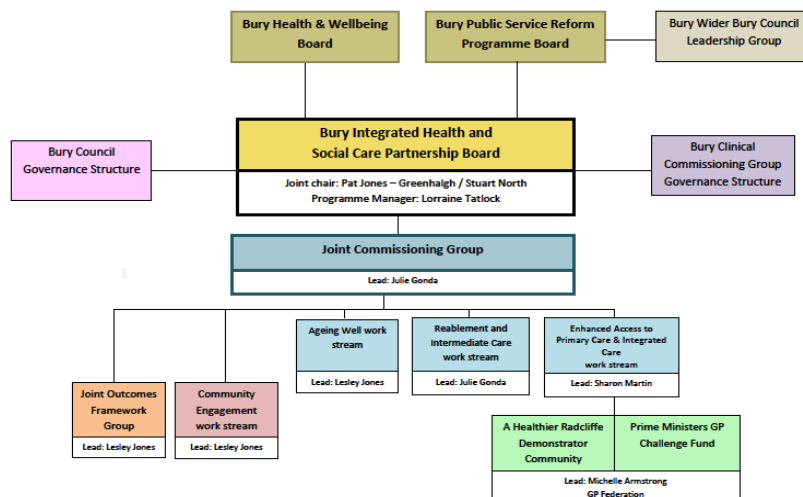 Bury Health & Wellbeing
Board
Bury Public Service Reform
Programme Board
Bury Wider Bury Council
Leadership Group
Bury Integrated Health and
Social Care Partnership Board
Joint chair: Pat Jones – Greenhalgh / Stuart North
Programme Manager: Lorraine Tatlock
Bury Council
Governance Structure
Bury Clinical
Commissioning Group
Governance Structure
Joint Commissioning Group
Lead: Julie Gonda
Ageing Well work
stream
Lead: Lesley Jones
Reablement and
Intermediate Care
work stream
Lead: Julie Gonda
Enhanced Access to
Primary Care & Integrated
Care
work stream
Lead: Sharon Martin
Joint Outcomes
Framework
Group
Lead: Lesley Jones
Community
Engagement
work stream
Lead: Lesley Jones
A Healthier Radcliffe
Demonstrator
Community
Prime Ministers GP
Challenge Fund
Lead: Michelle Armstrong
GP Federation